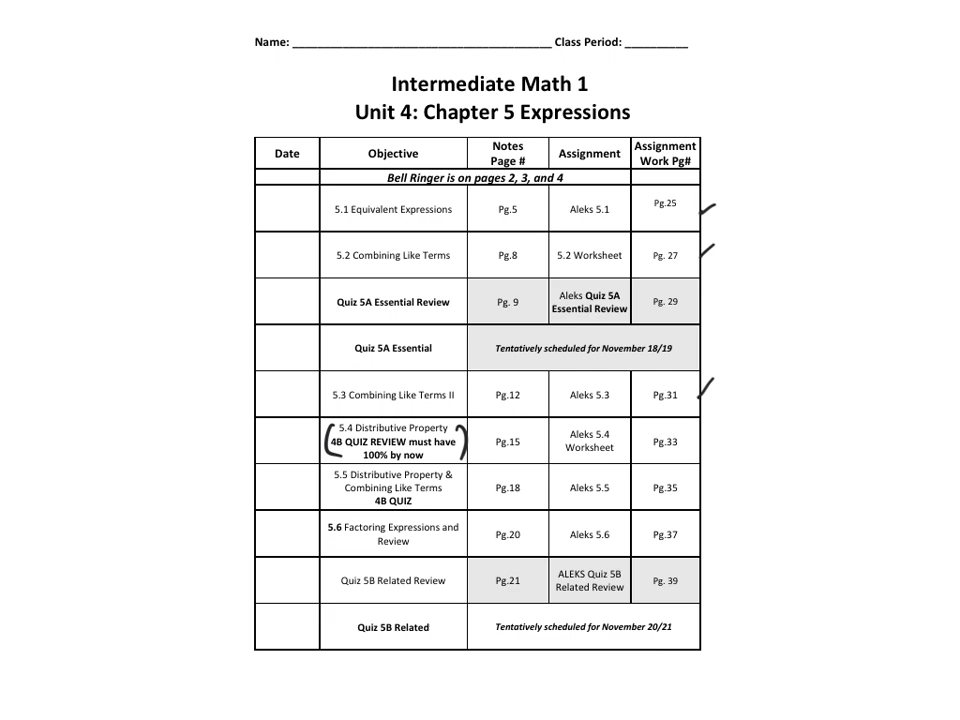 Name: ________________________________________ Class Period: __________
Intermediate Math 1
Unit 4: Chapter 5 Expressions
Date Objective Notes Page # Assignment Assignment Work Pg#
Bell Ringer is on pages 2, 3, and 4
5.1 Equivalent Expressions Pg.5 Aleks 5.1 Pg.25
5.2 Combining Like Terms Pg.8 5.2 Worksheet Pg. 27
Quiz 5A Essential Review Pg. 9 Aleks Quiz 5A Essential Review Pg. 29
Quiz 5A Essential Tentatively scheduled for November 18/19
5.3 Combining Like Terms II Pg.12 Aleks 5.3 Pg.31
5.4 Distributive Property 4B QUIZ REVIEW must have 100% by now Pg.15 Aleks 5.4 Worksheet Pg.33
5.5 Distributive Property & Combining Like Terms 4B QUIZ Pg.18 Aleks 5.5 Pg.35
5.6 Factoring Expressions and Review Pg.20 Aleks 5.6 Pg.37
Quiz 5B Related Review Pg.21 ALEKS Quiz 5B Related Review Pg. 39
Quiz 5B Related Tentatively scheduled for November 20/21